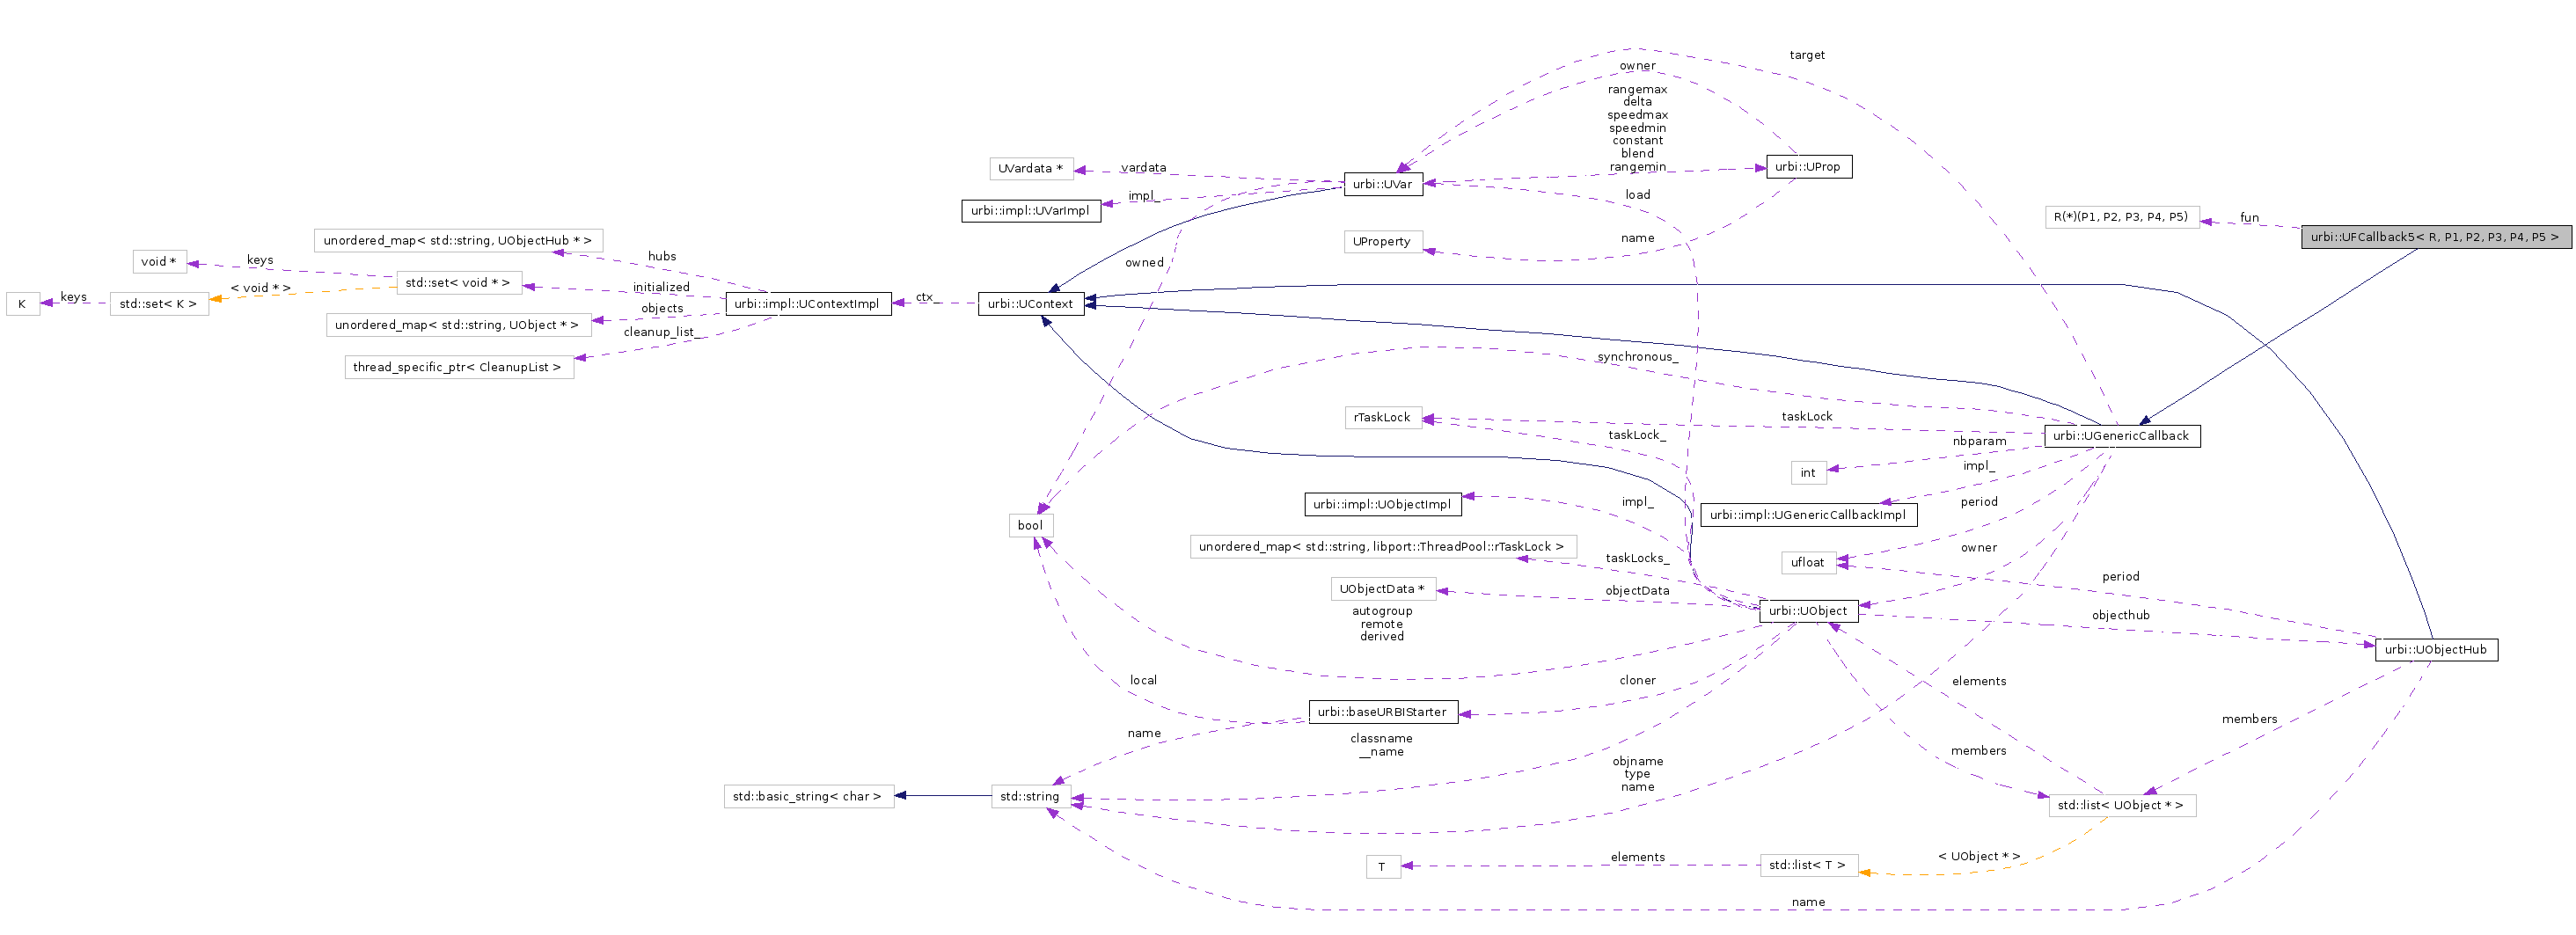 target
owner
rangemax
delta
speedmax
speedmin
constant
blend
rangemin
UVardata *
vardata
urbi::UProp
urbi::UVar
impl_
load
urbi::impl::UVarImpl
R(*)(P1, P2, P3, P4, P5)
fun
urbi::UFCallback5< R, P1, P2, P3, P4, P5 >
unordered_map< std::string, UObjectHub * >
hubs
UProperty
name
void *
keys
owned
std::set< void * >
initialized
< void * >
K
keys
std::set< K >
urbi::impl::UContextImpl
ctx_
urbi::UContext
objects
unordered_map< std::string, UObject * >
cleanup_list_
thread_specific_ptr< CleanupList >
synchronous_
rTaskLock
taskLock
taskLock_
urbi::UGenericCallback
nbparam
int
impl_
urbi::impl::UObjectImpl
impl_
period
urbi::impl::UGenericCallbackImpl
bool
unordered_map< std::string, libport::ThreadPool::rTaskLock >
taskLocks_
owner
ufloat
period
UObjectData *
objectData
autogroup
remote
derived
urbi::UObject
objecthub
urbi::UObjectHub
local
cloner
elements
urbi::baseURBIStarter
members
name
classname
__name
members
objname
type
name
std::basic_string< char >
std::string
std::list< UObject * >
T
elements
std::list< T >
< UObject * >
name